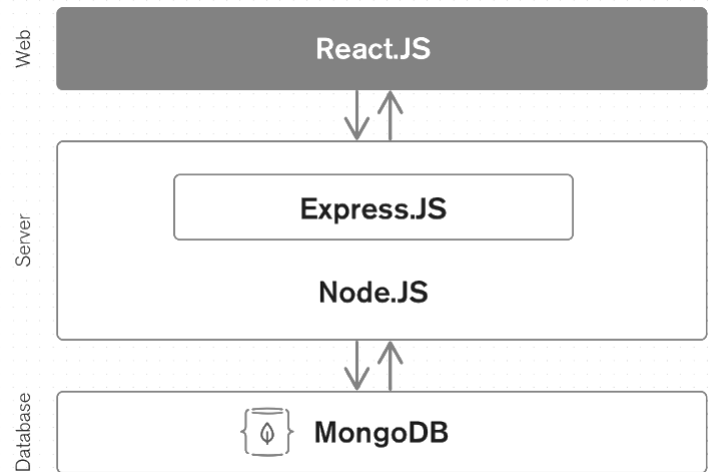 Web
React.JS
Server
Express.JS
Node.JS
Database
MongoDB